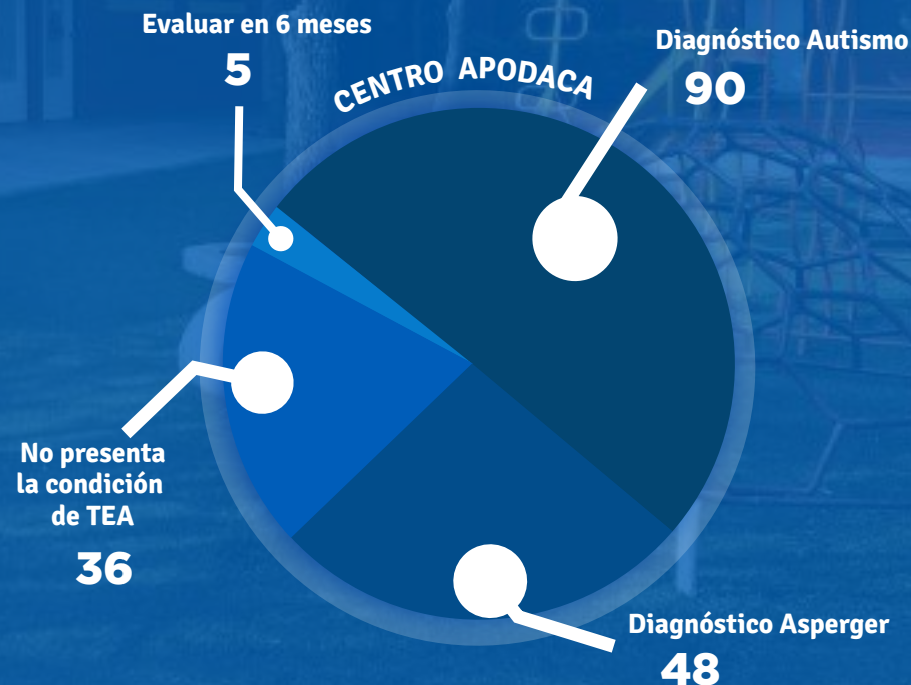 Evaluar en 6 meses
5
CENTRO APODACA
Diagnóstico Autismo
90
No presenta
la condición
de TEA
36
Diagnóstico Asperger
48